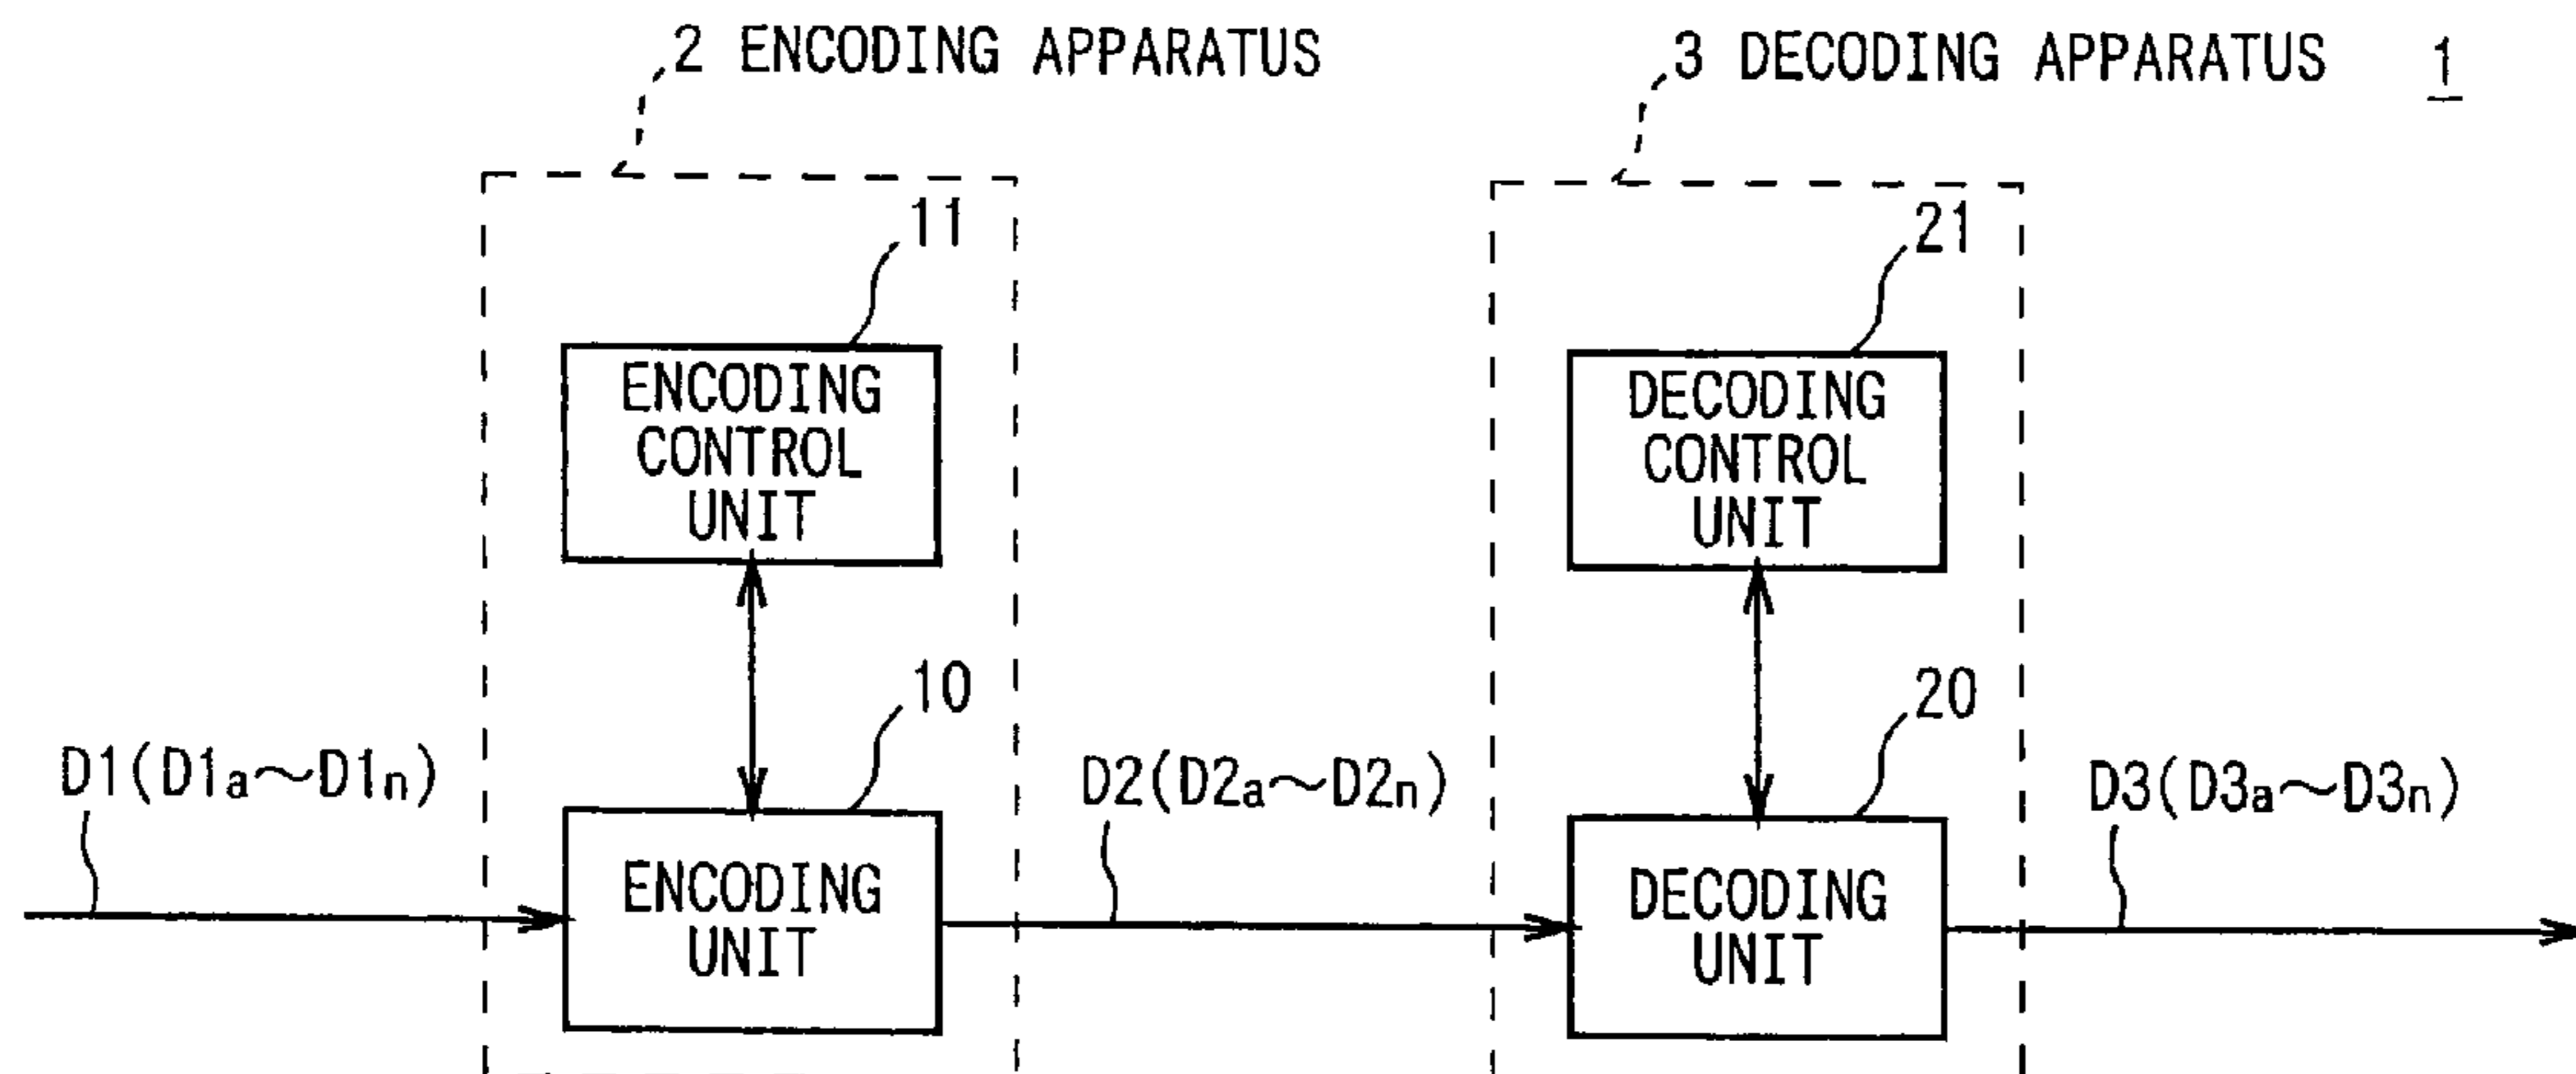 2 ENCODING APPARATUS
3 DECODING APPARATUS
1
11
21
ENCODING
CONTROL
UNIT
DECODING
CONTROL
UNIT
10
20
D1(D1a~D1n)
D2(D2a~D2n)
D3(D3a~D3n)
ENCODING
UNIT
DECODING
UNIT